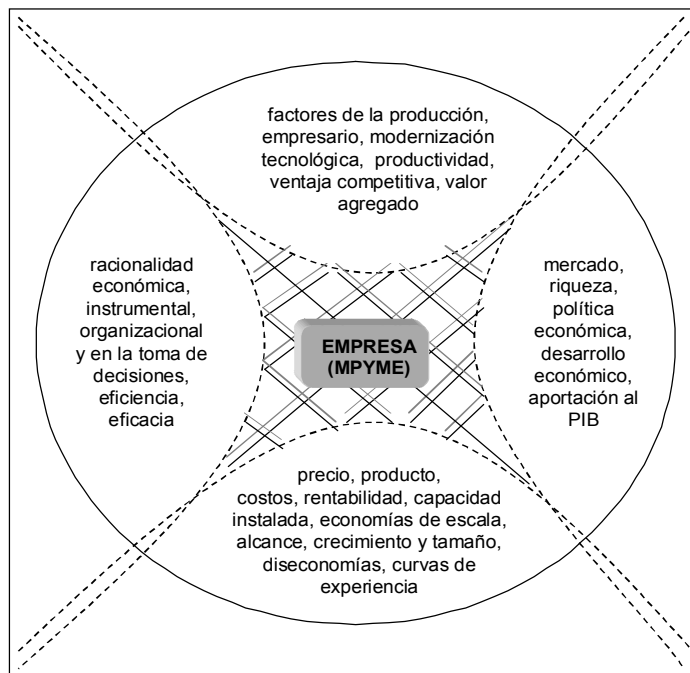 factores de la producción,
empresario, modernización
tecnológica, productividad,
ventaja competitiva, valor
agregado
racionalidad
económica,
instrumental,
organizacional
y en la toma de
decisiones,
eficiencia,
eficacia
EMPRESA
(MPYME)
mercado,
riqueza,
política
económica,
desarrollo
económico,
aportación al
PIB
precio, producto,
costos, rentabilidad, capacidad
instalada, economías de escala,
alcance, crecimiento y tamaño,
diseconomías, curvas de
experiencia